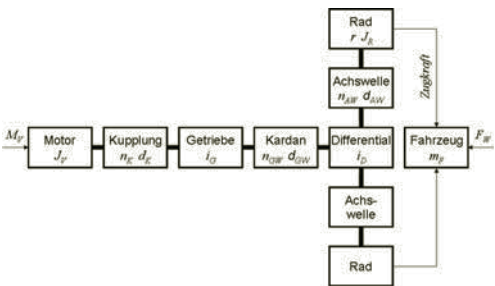 Rad
r J_R
Achswelle
n_AW d_AW
Zugkraft
M_V
Motor
J_V
Kupplung
n_K d_K
Getriebe
i_G
Kardan
n_GW d_GW
Differential
i_D
Fahrzeug
m_F
F_W
Achs-
welle
Rad